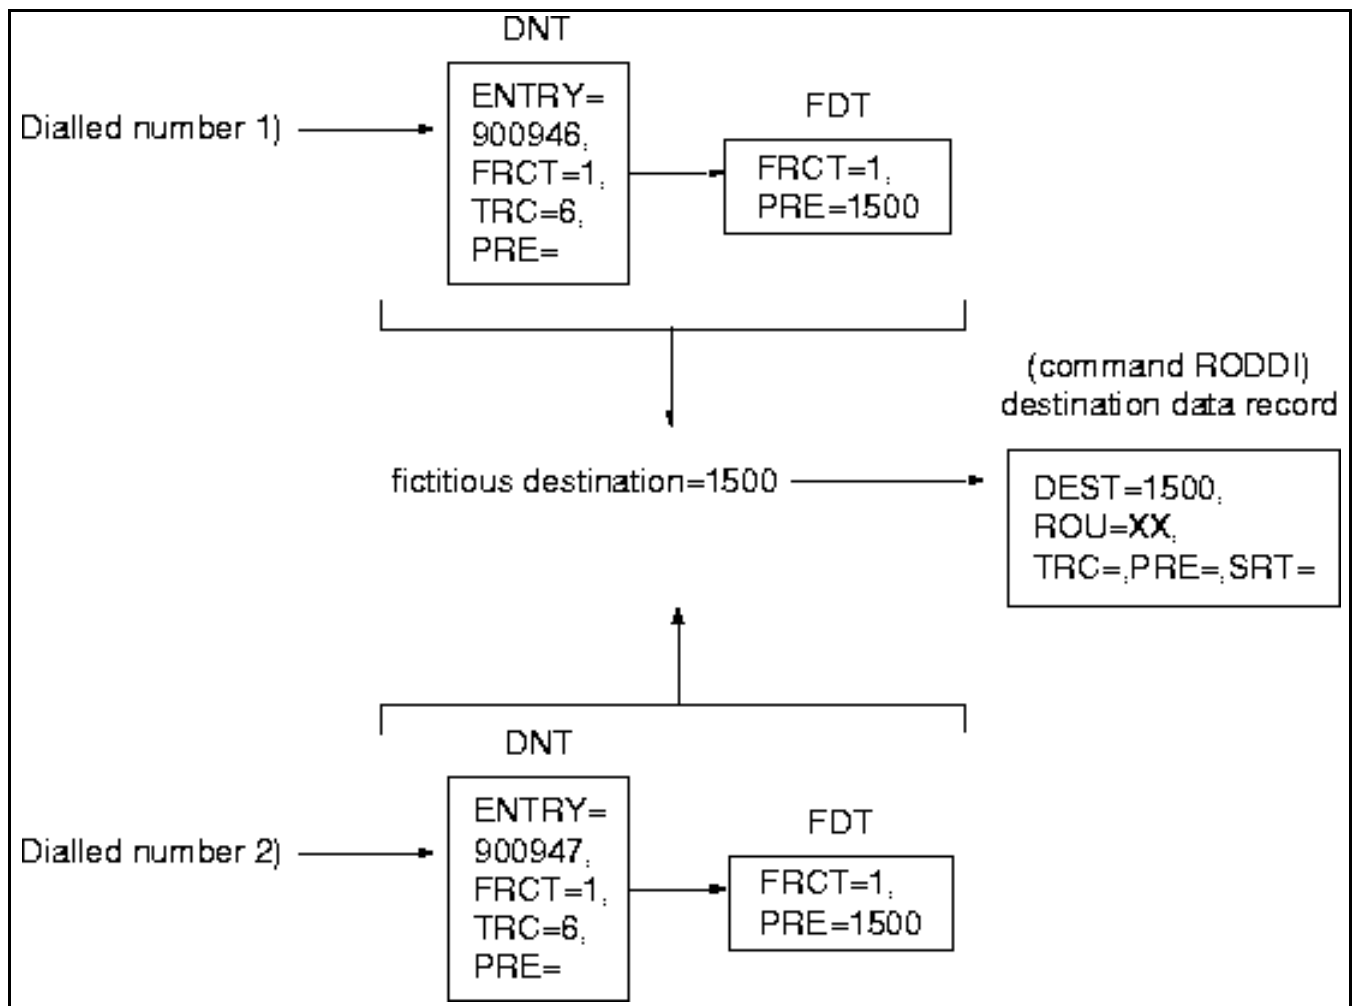 DNT
ENTRY=
900946,
FRCT=1,
TRC=6,
PRE=
Dialled number 1)
FDT
FRCT=1,
PRE=1500
(command RODDI)
destination data record
fictitious destination=1500
DEST=1500,
ROU=XX,
TRC=,PRE=,SRT=
DNT
ENTRY=
900947,
FRCT=1,
TRC=6,
PRE=
Dialled number 2)
FDT
FRCT=1,
PRE=1500